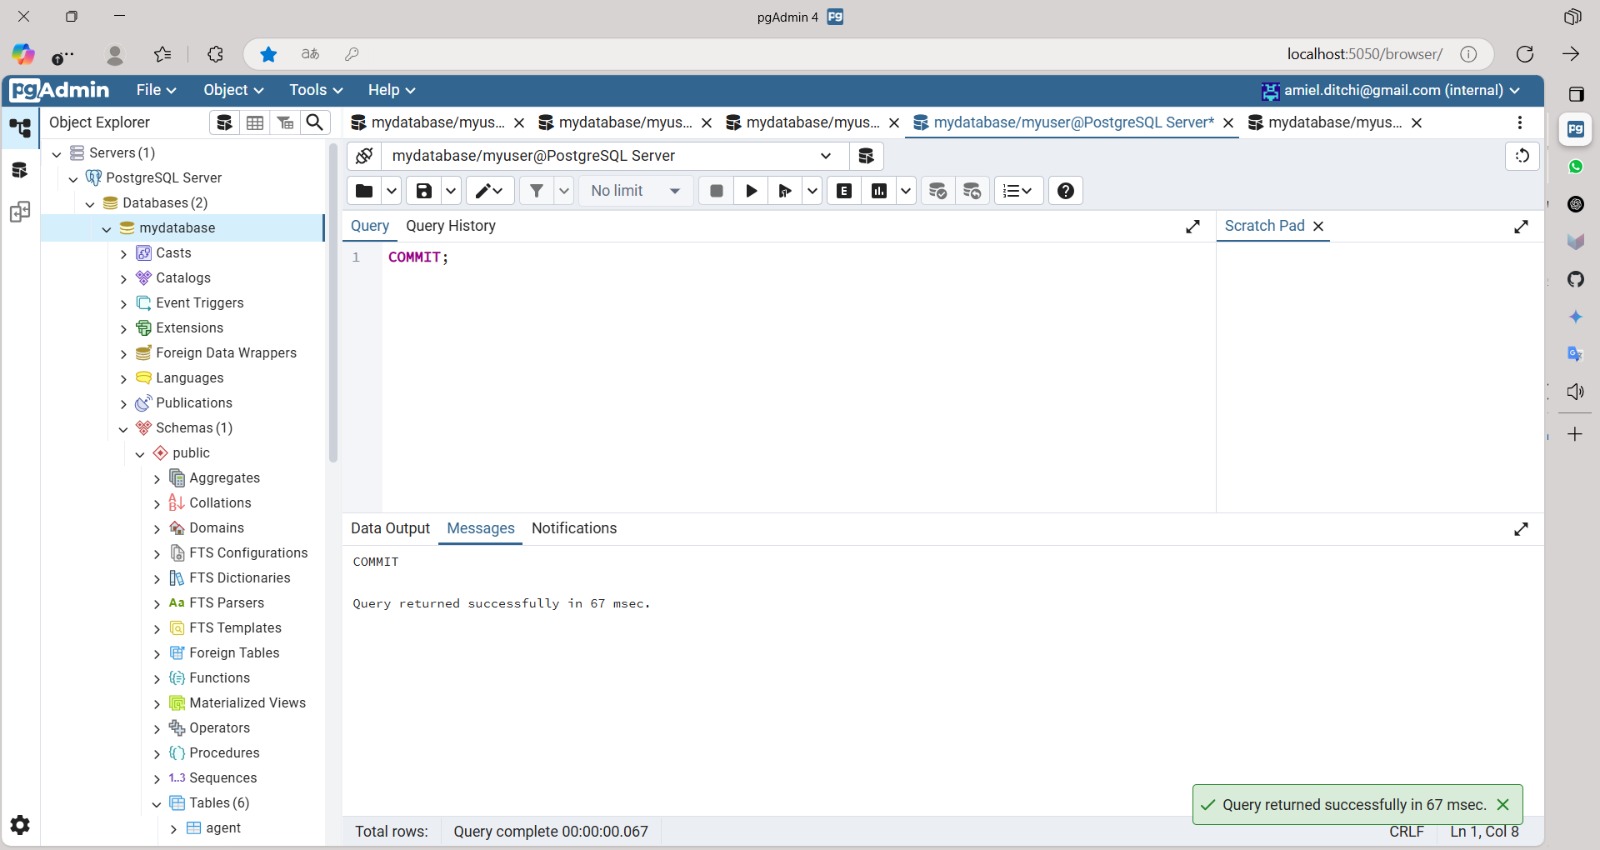 pgAdmin 4
localhost:5050/browser/
pgAdmin
File
Object
Tools
Help
amiel.ditchi@gmail.com (internal)
Object Explorer
mydatabase/myus...
mydatabase/myus...
mydatabase/myus...
mydatabase/myuser@PostgreSQL Server*
mydatabase/myus...
mydatabase/myuser@PostgreSQL Server
No limit
Query
Query History
Scratch Pad
1 COMMIT;
Servers (1)
PostgreSQL Server
Databases (2)
mydatabase
Casts
Catalogs
Event Triggers
Extensions
Foreign Data Wrappers
Languages
Publications
Schemas (1)
public
Aggregates
Collations
Domains
FTS Configurations
FTS Dictionaries
Aa FTS Parsers
FTS Templates
Foreign Tables
Functions
Materialized Views
Operators
Procedures
1..3 Sequences
Tables (6)
agent
Data Output
Messages
Notifications
COMMIT
Query returned successfully in 67 msec.
Query returned successfully in 67 msec.
Total rows:
Query complete 00:00:00.067
CRLF
Ln 1, Col 8